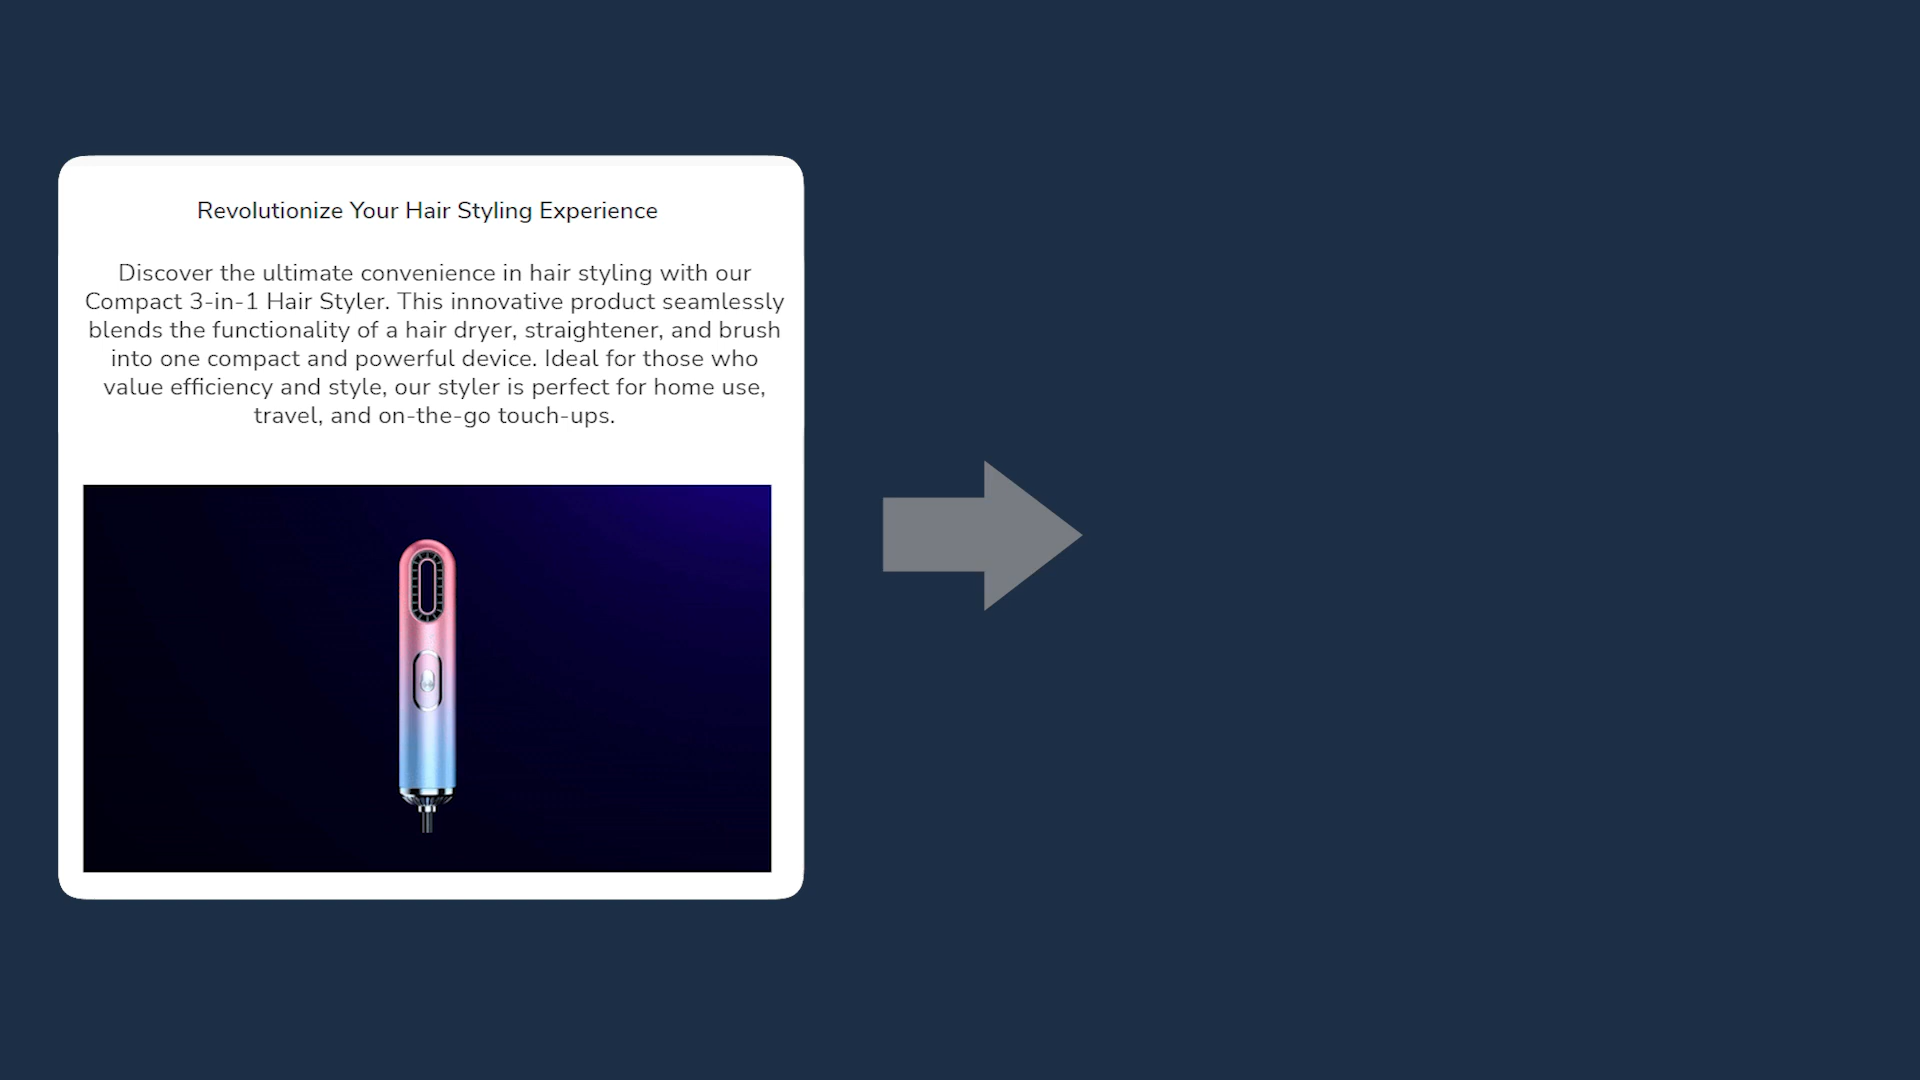 Revolutionize Your Hair Styling Experience
Discover the ultimate convenience in hair styling with our
Compact 3-in-1 Hair Styler. This innovative product seamlessly
blends the functionality of a hair dryer, straightener, and brush
into one compact and powerful device. Ideal for those who
value efficiency and style, our styler is perfect for home use,
travel, and on-the-go touch-ups.